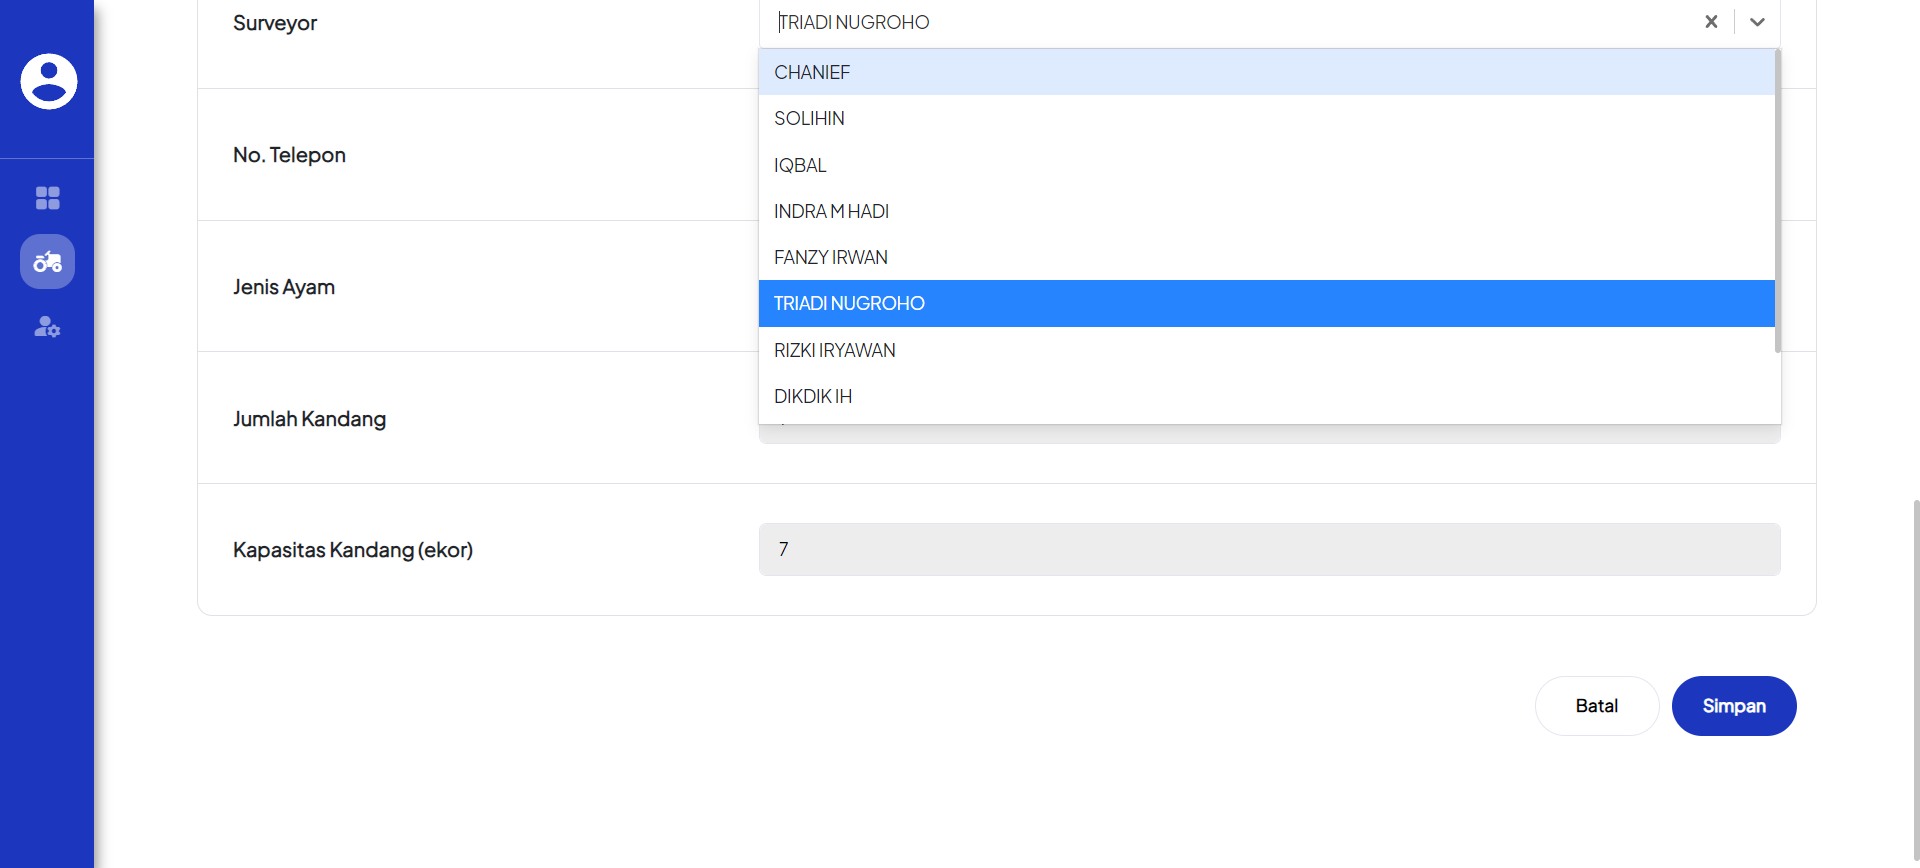 Surveyor
TRIADI NUGROHO
CHANIEF
SOLIHIN
No. Telepon
IQBAL
INDRA M HADI
FANZY IRWAN
Jenis Ayam
TRIADI NUGROHO
RIZKI IRYAWAN
DIKDIK IH
Jumlah Kandang
Kapasitas Kandang (ekor)
7
Batal
Simpan